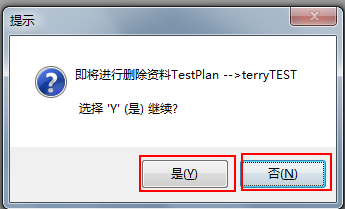 提示
即将进行删除资料TestPlan -->terryTEST
选择 'Y' (是) 继续?
是(Y) 否(N)